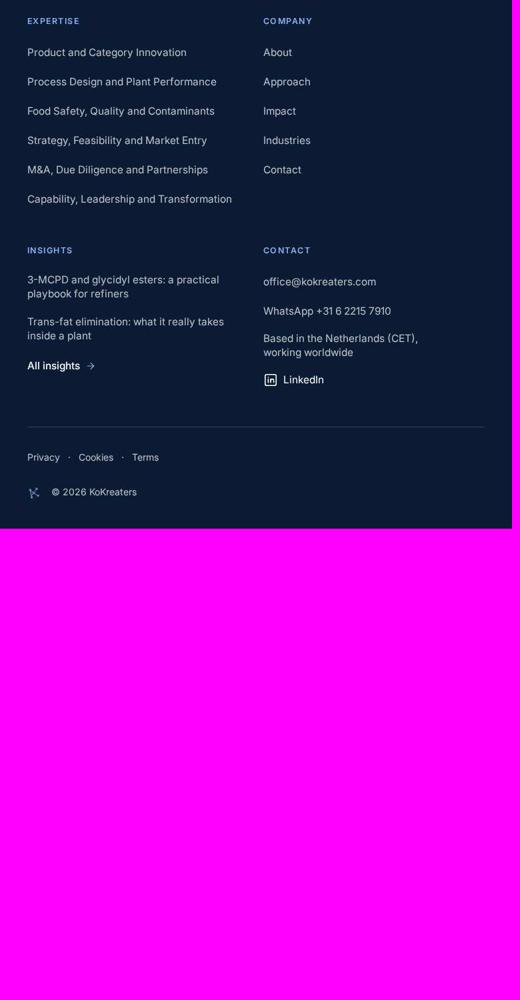 EXPERTISE
Product and Category Innovation
Process Design and Plant Performance
Food Safety, Quality and Contaminants
Strategy, Feasibility and Market Entry
M&A, Due Diligence and Partnerships
Capability, Leadership and Transformation
COMPANY
About
Approach
Impact
Industries
Contact
INSIGHTS
3-MCPD and glycidyl esters: a practical
playbook for refiners
Trans-fat elimination: what it really takes
inside a plant
All insights →
CONTACT
office@kokreaters.com
WhatsApp +31 6 2215 7910
Based in the Netherlands (CET),
working worldwide
LinkedIn
Privacy · Cookies · Terms
© 2026 KoKreaters